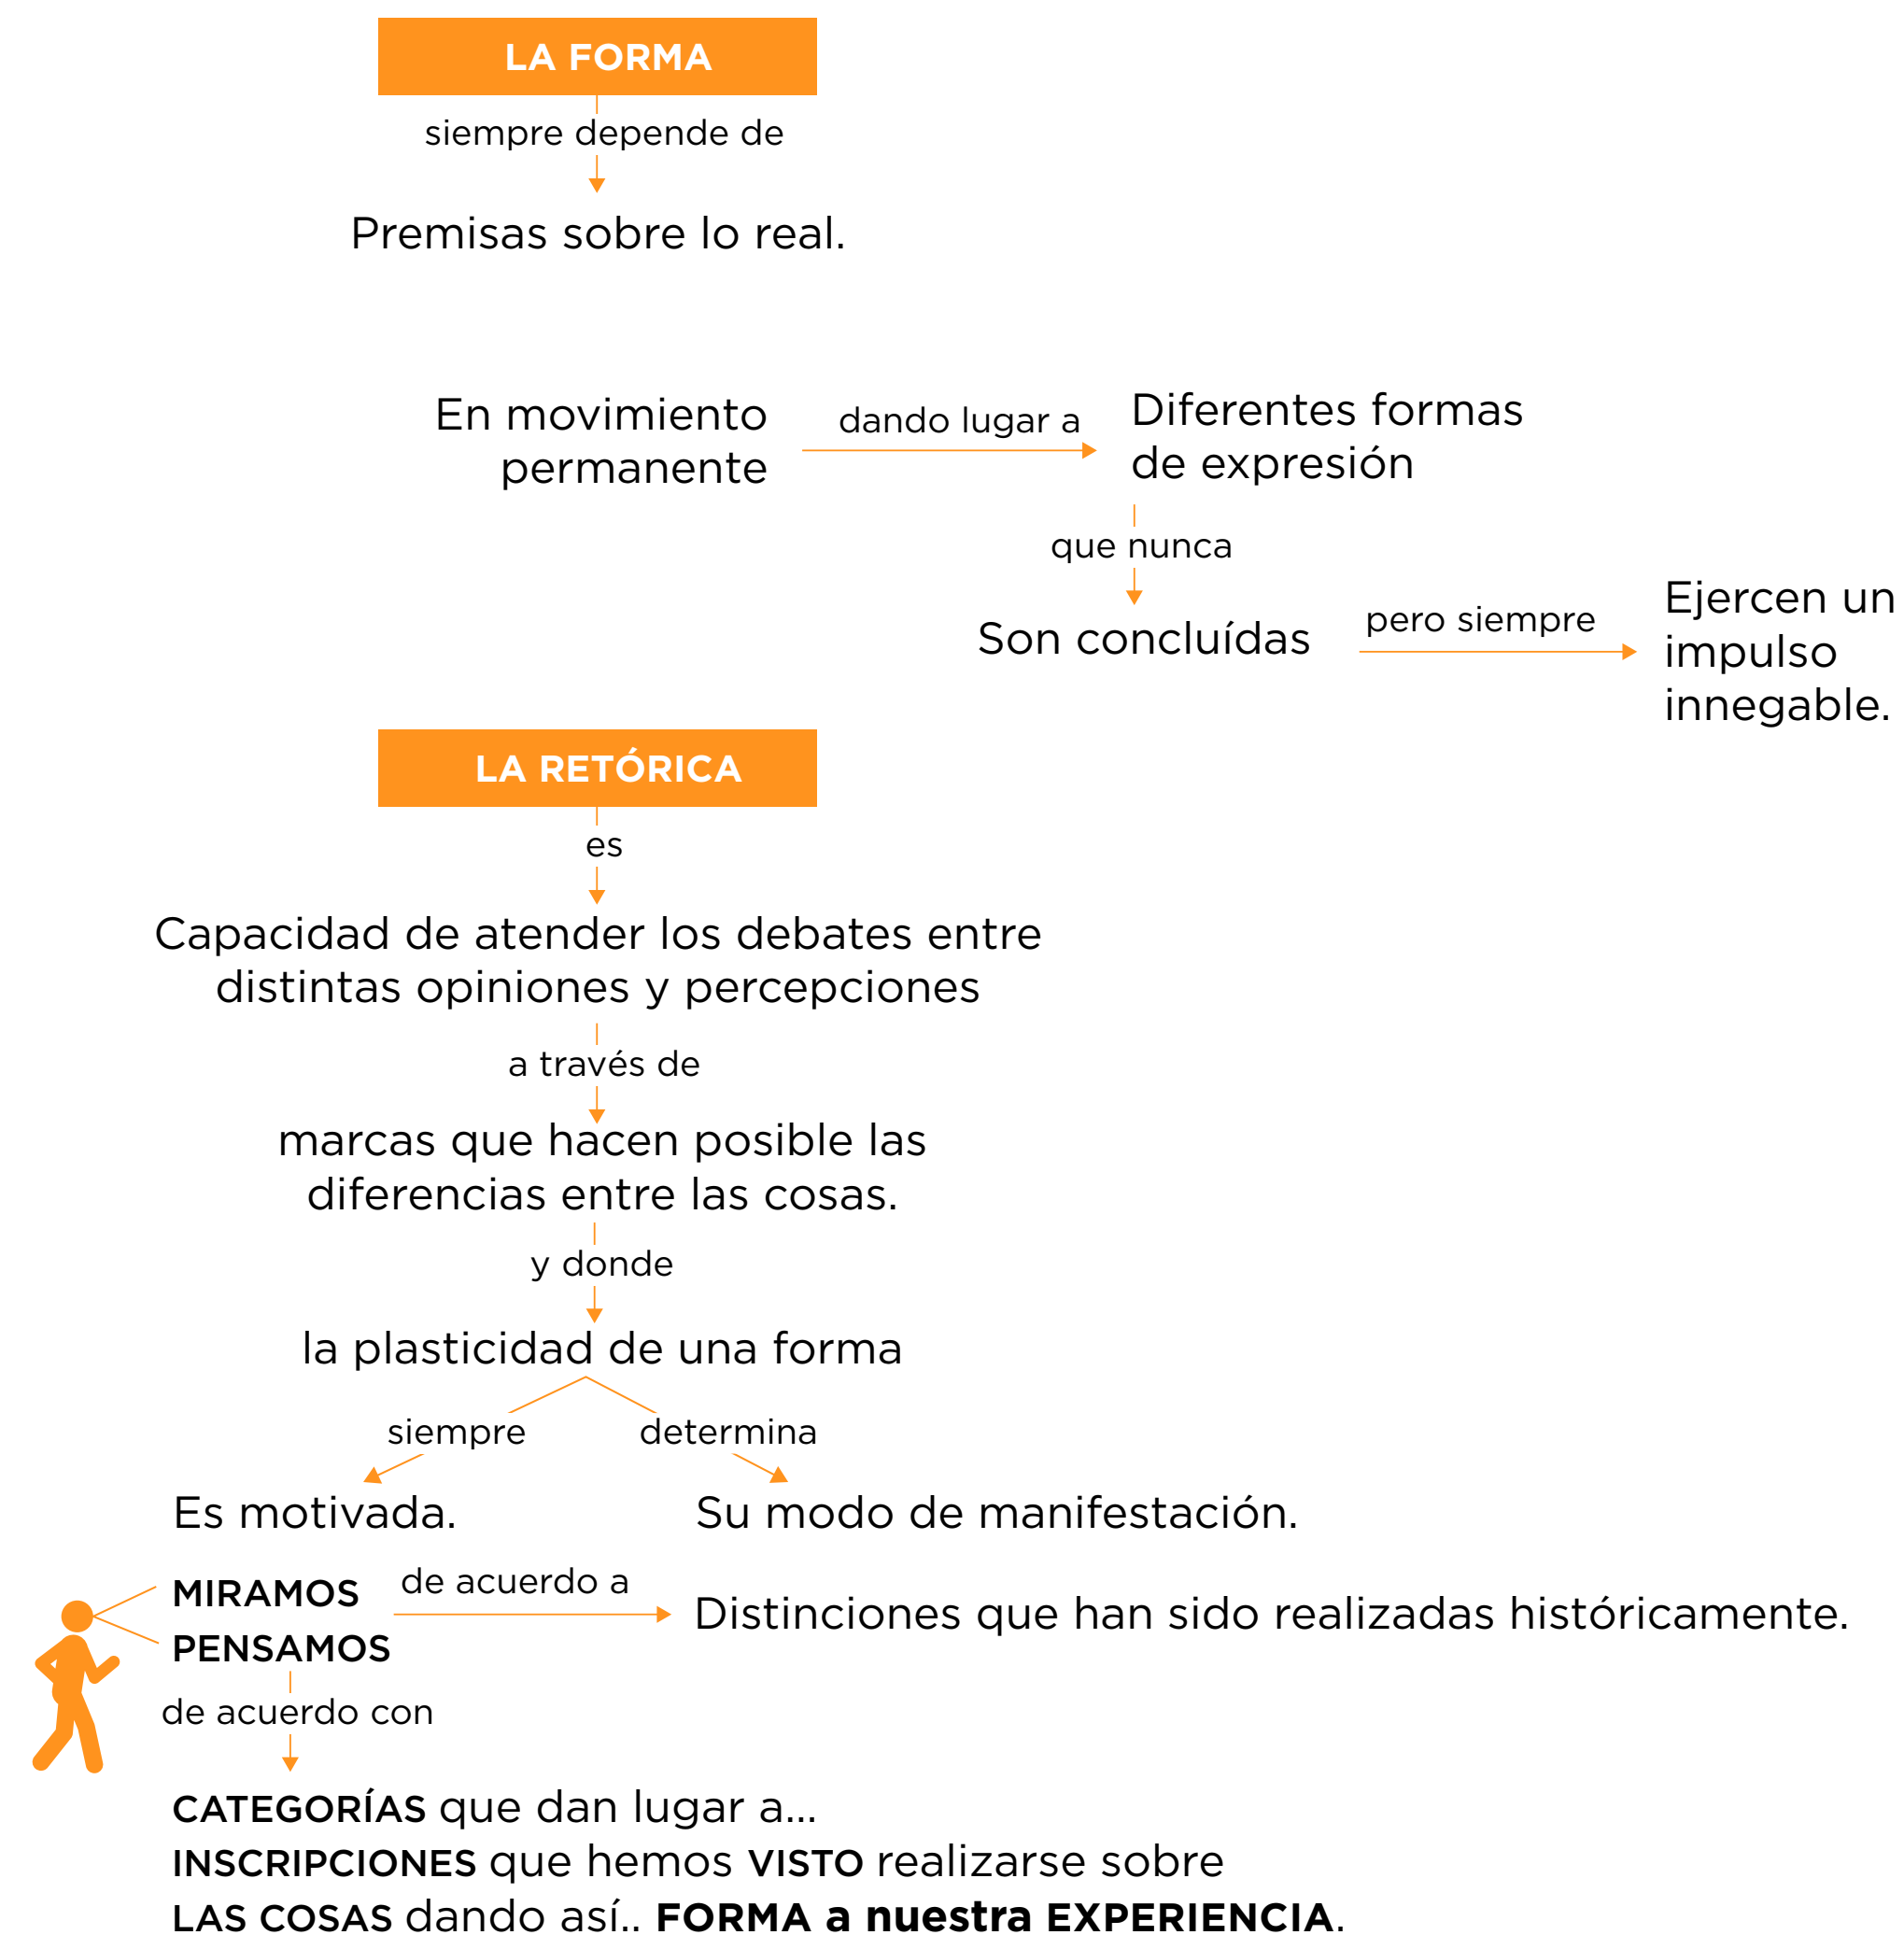 LA FORMA
siempre depende de
Premisas sobre lo real.
En movimiento
permanente
dando lugar a
Diferentes formas
de expresión
que nunca
Son concluídas
pero siempre
Ejercen un
impulso
innegable.
LA RETÓRICA
es
Capacidad de atender los debates entre
distintas opiniones y percepciones
a través de
marcas que hacen posible las
diferencias entre las cosas.
y donde
la plasticidad de una forma
siempre
determina
Es motivada.
Su modo de manifestación.
MIRAMOS
PENSAMOS
de acuerdo a
Distinciones que han sido realizadas históricamente.
de acuerdo con
CATEGORÍAS que dan lugar a...
INSCRIPCIONES que hemos VISTO realizarse sobre
LAS COSAS dando así.. FORMA a nuestra EXPERIENCIA.